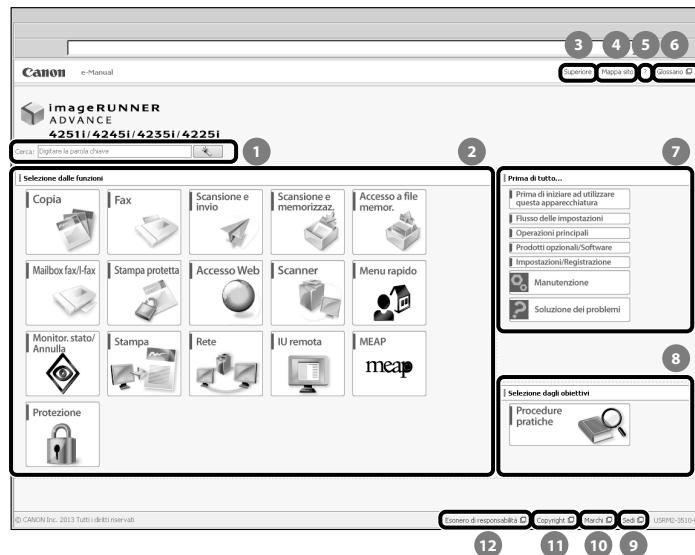 3 4 5 6
Canon e-Manual
Superiore Mappa sito ? Glossario
imageRUNNER
ADVANCE
4251i/4245i/4235i/4225i
Cerca: Digitare la parola chiave
1
2
7
Selezione dalle funzioni
Copia
Fax
Scansione e
invio
Scansione e
memorizzaz.
Accesso a file
memor.
Mailbox fax/I-fax
Stampa protetta
Accesso Web
Scanner
Menu rapido
Monitor. stato/
Annulla
Stampa
Rete
IU remota
MEAP
meap
Protezione
Prima di tutto...
Prima di iniziare ad utilizzare
questa apparecchiatura
Flusso delle impostazioni
Operazioni principali
Prodotti opzionali/Software
Impostazioni/Registrazione
Manutenzione
Soluzione dei problemi
8
Selezione dagli obiettivi
Procedure
pratiche
© CANON Inc. 2013 Tutti i diritti riservati
Esonero di responsabilità Copyright Marchi Sedi USRM2-3510-
12 11 10 9